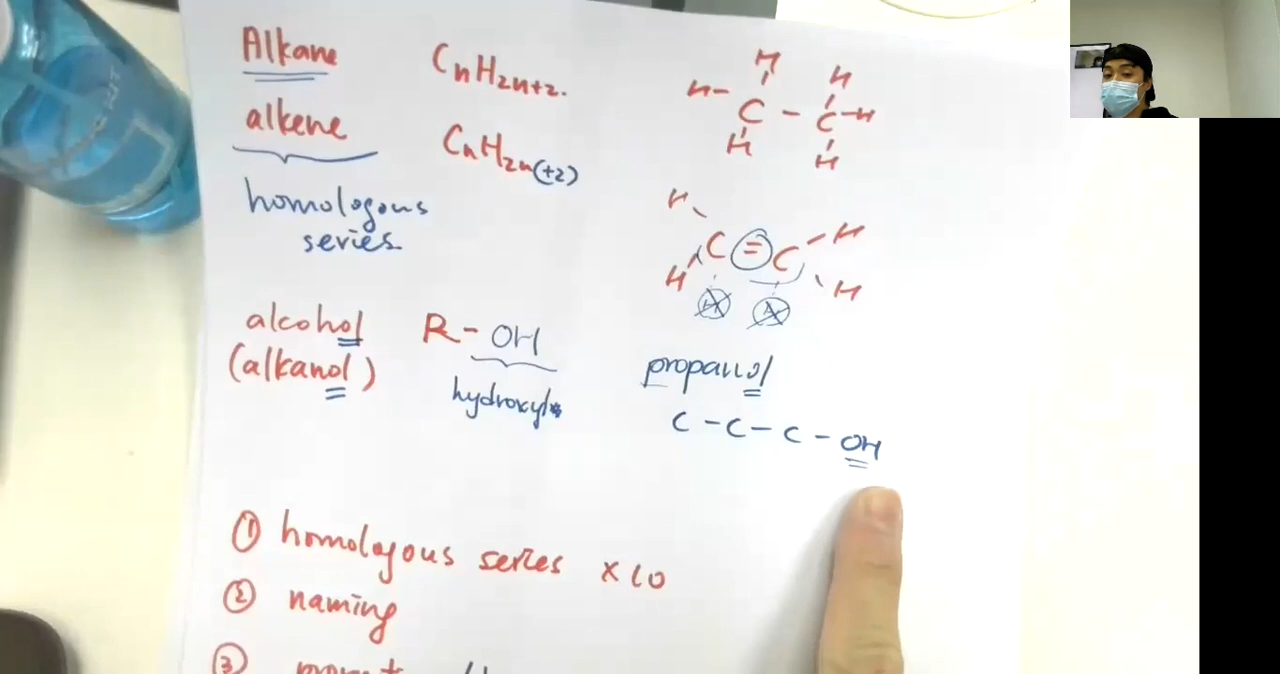 Alkane CnH2n+2.
alkene CnH2n(+2)
homologous
series
H
H- H
C - C-H
H H
H
C = C - H
H H
alcohol R-OH
(alkanol)
hydroxyl
propanol
C-C-C-OH
① homologous series ×10
② naming
③